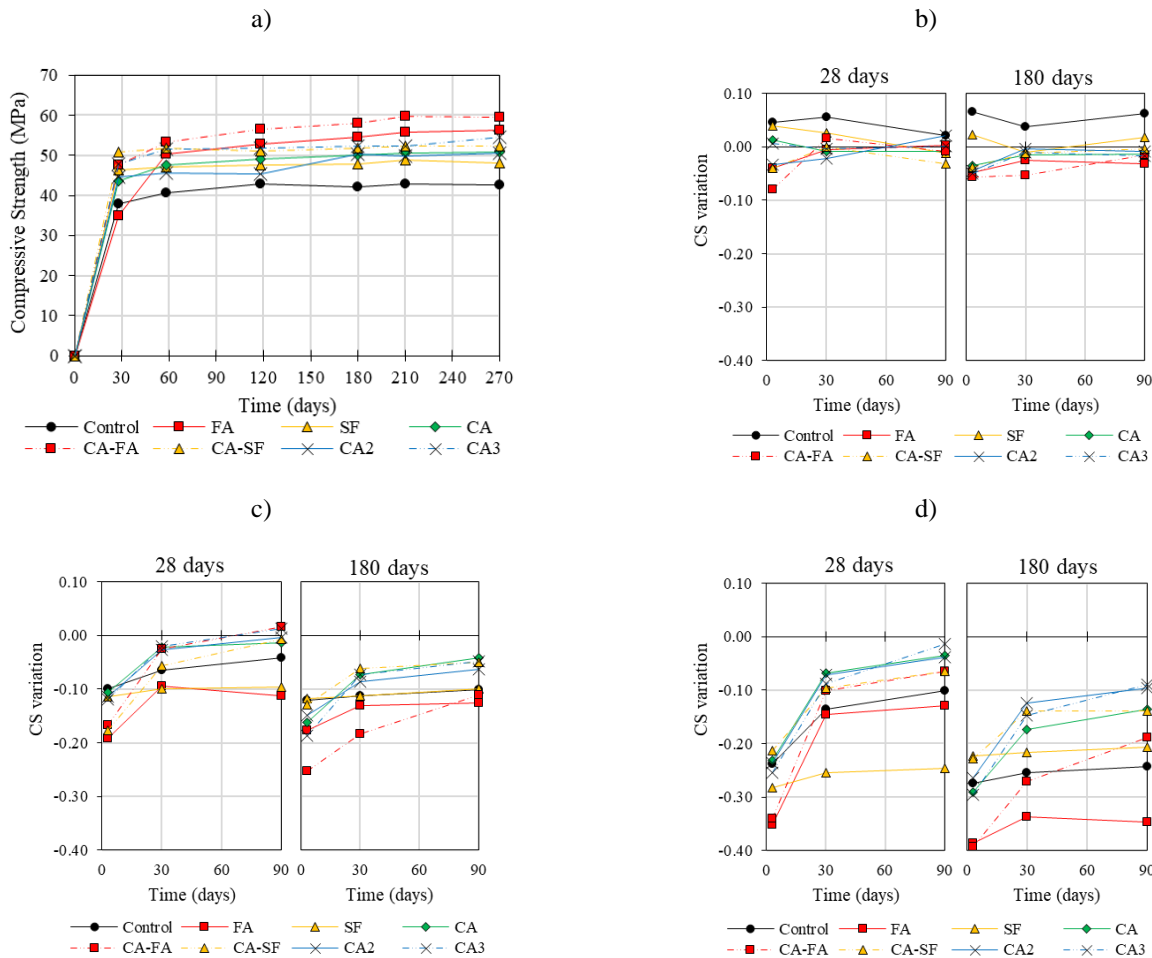 a)
b)
70
60
50
40
30
20
10
0
Compressive Strength (MPa)
0 30 60 90 120 150 180 210 240 270
Time (days)
Control FA SF CA
CA-FA CA-SF CA2 CA3
28 days 180 days
0.10
0.00
-0.10
-0.20
-0.30
-0.40
CS variation
0 30 60 90 0 30 60 90
Time (days) Time (days)
Control FA SF CA
CA-FA CA-SF CA2 CA3
c)
d)
28 days 180 days
0.10
0.00
-0.10
-0.20
-0.30
-0.40
CS variation
0 30 60 90 0 30 60 90
Time (days) Time (days)
Control FA SF CA
CA-FA CA-SF CA2 CA3
28 days 180 days
0.10
0.00
-0.10
-0.20
-0.30
-0.40
CS variation
0 30 60 90 0 30 60 90
Time (days) Time (days)
Control FA SF CA
CA-FA CA-SF CA2 CA3